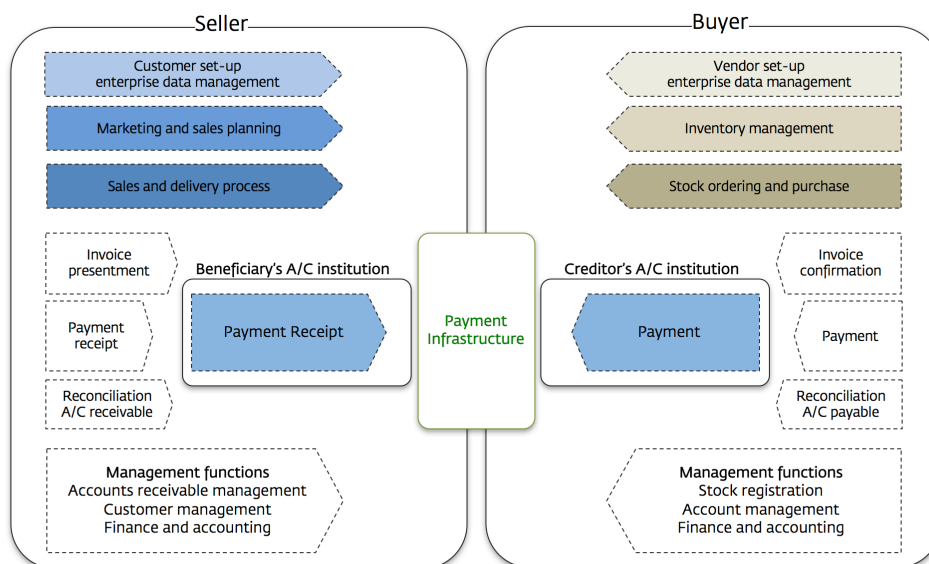 Seller
Customer set-up
enterprise data management
Marketing and sales planning
Sales and delivery process
Invoice
presentment
Payment
receipt
Reconciliation
A/C receivable
Beneficiary's A/C institution
Payment Receipt
Management functions
Accounts receivable management
Customer management
Finance and accounting
Payment
Infrastructure
Buyer
Vendor set-up
enterprise data management
Inventory management
Stock ordering and purchase
Creditor's A/C institution
Payment
Invoice
confirmation
Payment
Reconciliation
A/C payable
Management functions
Stock registration
Account management
Finance and accounting